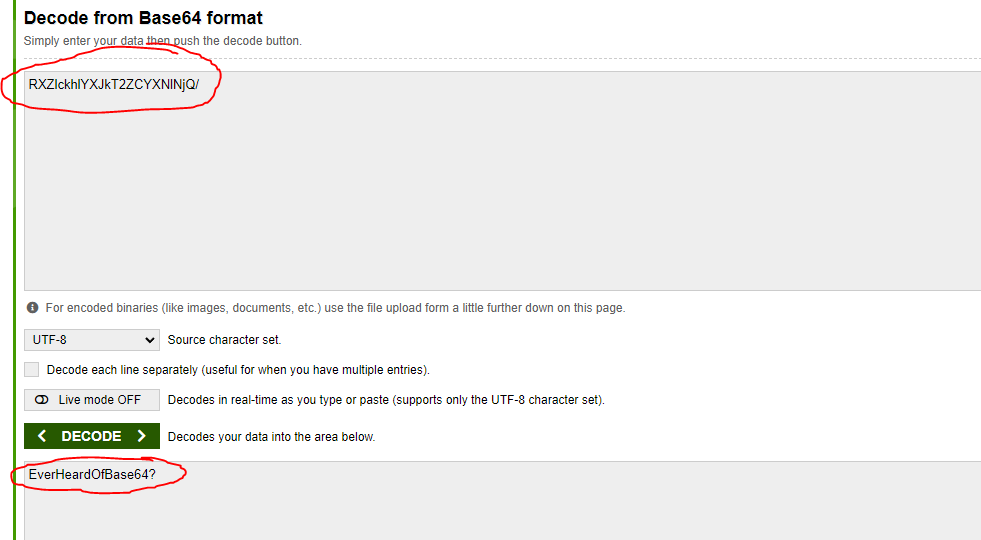 Decode from Base64 format
Simply enter your data then push the decode button.
RXZlckhlYXJkT2ZCYXNlNjQ/
For encoded binaries (like images, documents, etc.) use the file upload form a little further down on this page.
UTF-8 Source character set.
Decode each line separately (useful for when you have multiple entries).
Live mode OFF Decodes in real-time as you type or paste (supports only the UTF-8 character set).
DECODE Decodes your data into the area below.
EverHeardOfBase64?